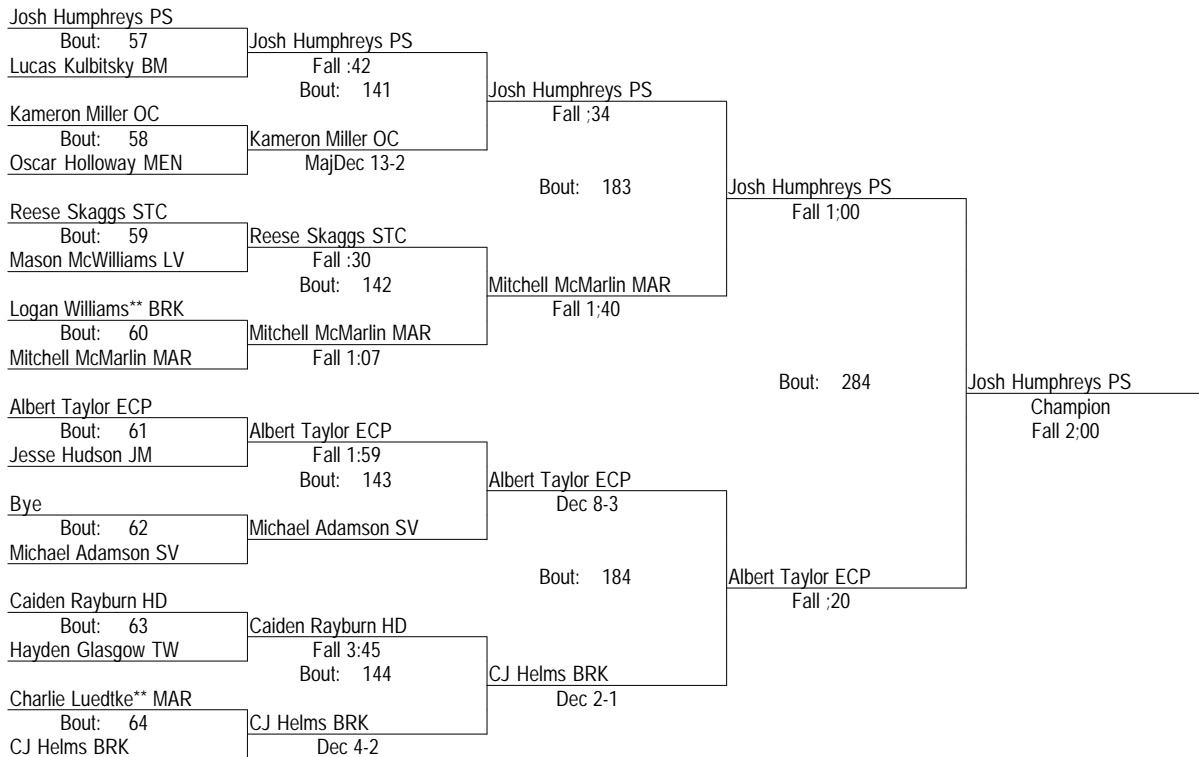 Josh Humphreys PS
Bout: 57
Lucas Kulbitsky BM
Kameron Miller OC
Bout: 58
Oscar Holloway MEN
Reese Skaggs STC
Bout: 59
Mason McWilliams LV
Logan Williams** BRK
Bout: 60
Mitchell McMarlin MAR
Albert Taylor ECP
Bout: 61
Jesse Hudson JM
Bye
Bout: 62
Michael Adamson SV
Caiden Rayburn HD
Bout: 63
Hayden Glasgow TW
Charlie Luedtke** MAR
Bout: 64
CJ Helms BRK
Josh Humphreys PS
Fall :42
Bout: 141
Kameron Miller OC
MajDec 13-2
Reese Skaggs STC
Fall :30
Bout: 142
Mitchell McMarlin MAR
Fall 1:07
Albert Taylor ECP
Fall 1:59
Bout: 143
Michael Adamson SV
Caiden Rayburn HD
Fall 3:45
Bout: 144
CJ Helms BRK
Dec 4-2
Josh Humphreys PS
Fall ;34
Bout: 183
Mitchell McMarlin MAR
Fall 1;40
Albert Taylor ECP
Dec 8-3
Bout: 184
CJ Helms BRK
Dec 2-1
Josh Humphreys PS
Fall 1;00
Bout: 284
Albert Taylor ECP
Fall ;20
Josh Humphreys PS
Champion
Fall 2;00